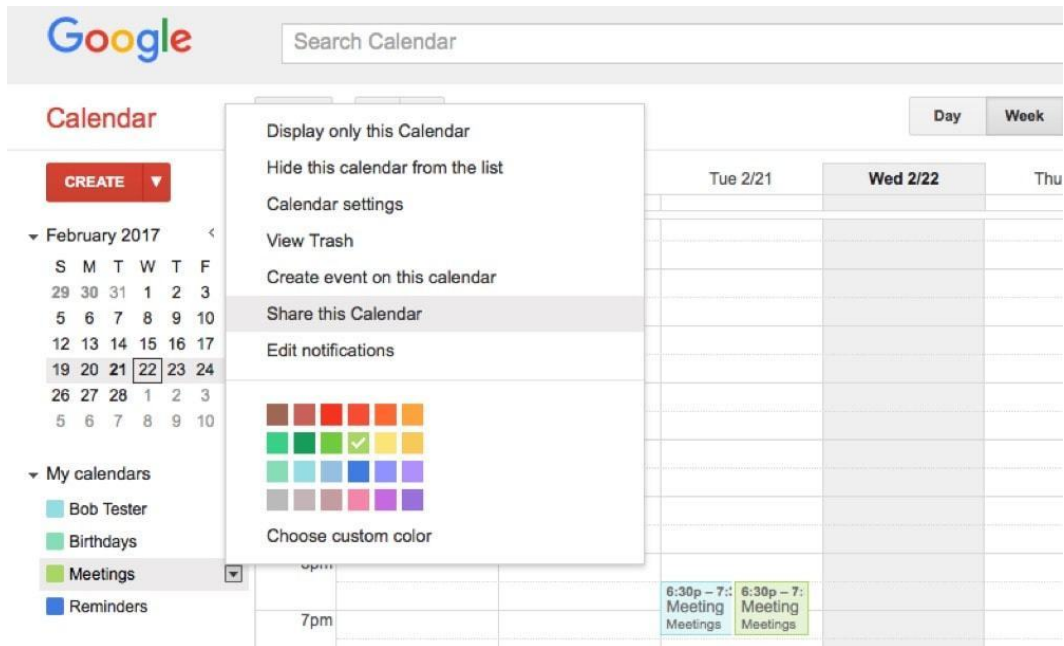 Google
Search Calendar
Calendar
Day
Week
CREATE
February 2017
S M T W T F
29 30 31 1 2 3
5 6 7 8 9 10
12 13 14 15 16 17
19 20 21 22 23 24
26 27 28 1 2 3
5 6 7 8 9 10
My calendars
Bob Tester
Birthdays
Meetings
Reminders
Display only this Calendar
Hide this calendar from the list
Calendar settings
View Trash
Create event on this calendar
Share this Calendar
Edit notifications
Choose custom color
Tue 2/21
Wed 2/22
Thu
7pm
6:30p – 7:
Meeting
Meetings
6:30p – 7:
Meeting
Meetings